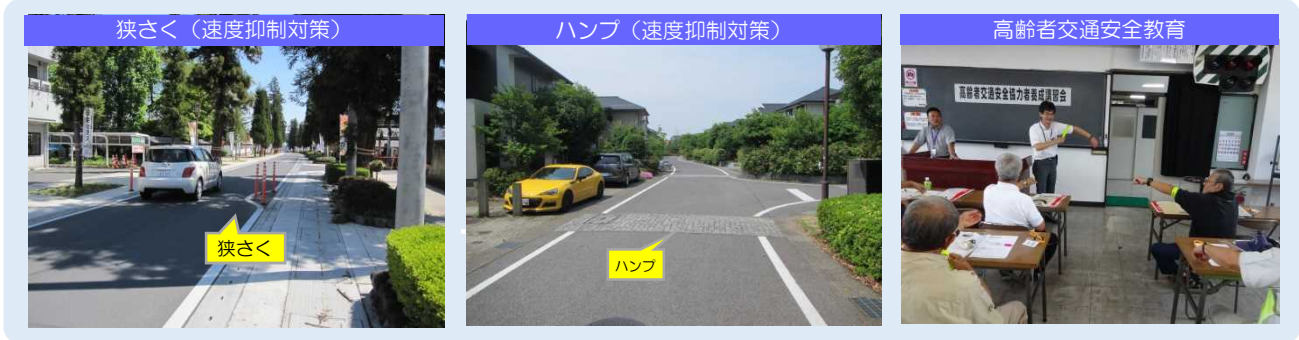 狭さく（速度抑制対策）
狭さく
ハンプ（速度抑制対策）
ハンプ
高齢者交通安全教育
高齢者交通安全協力者養成講習会